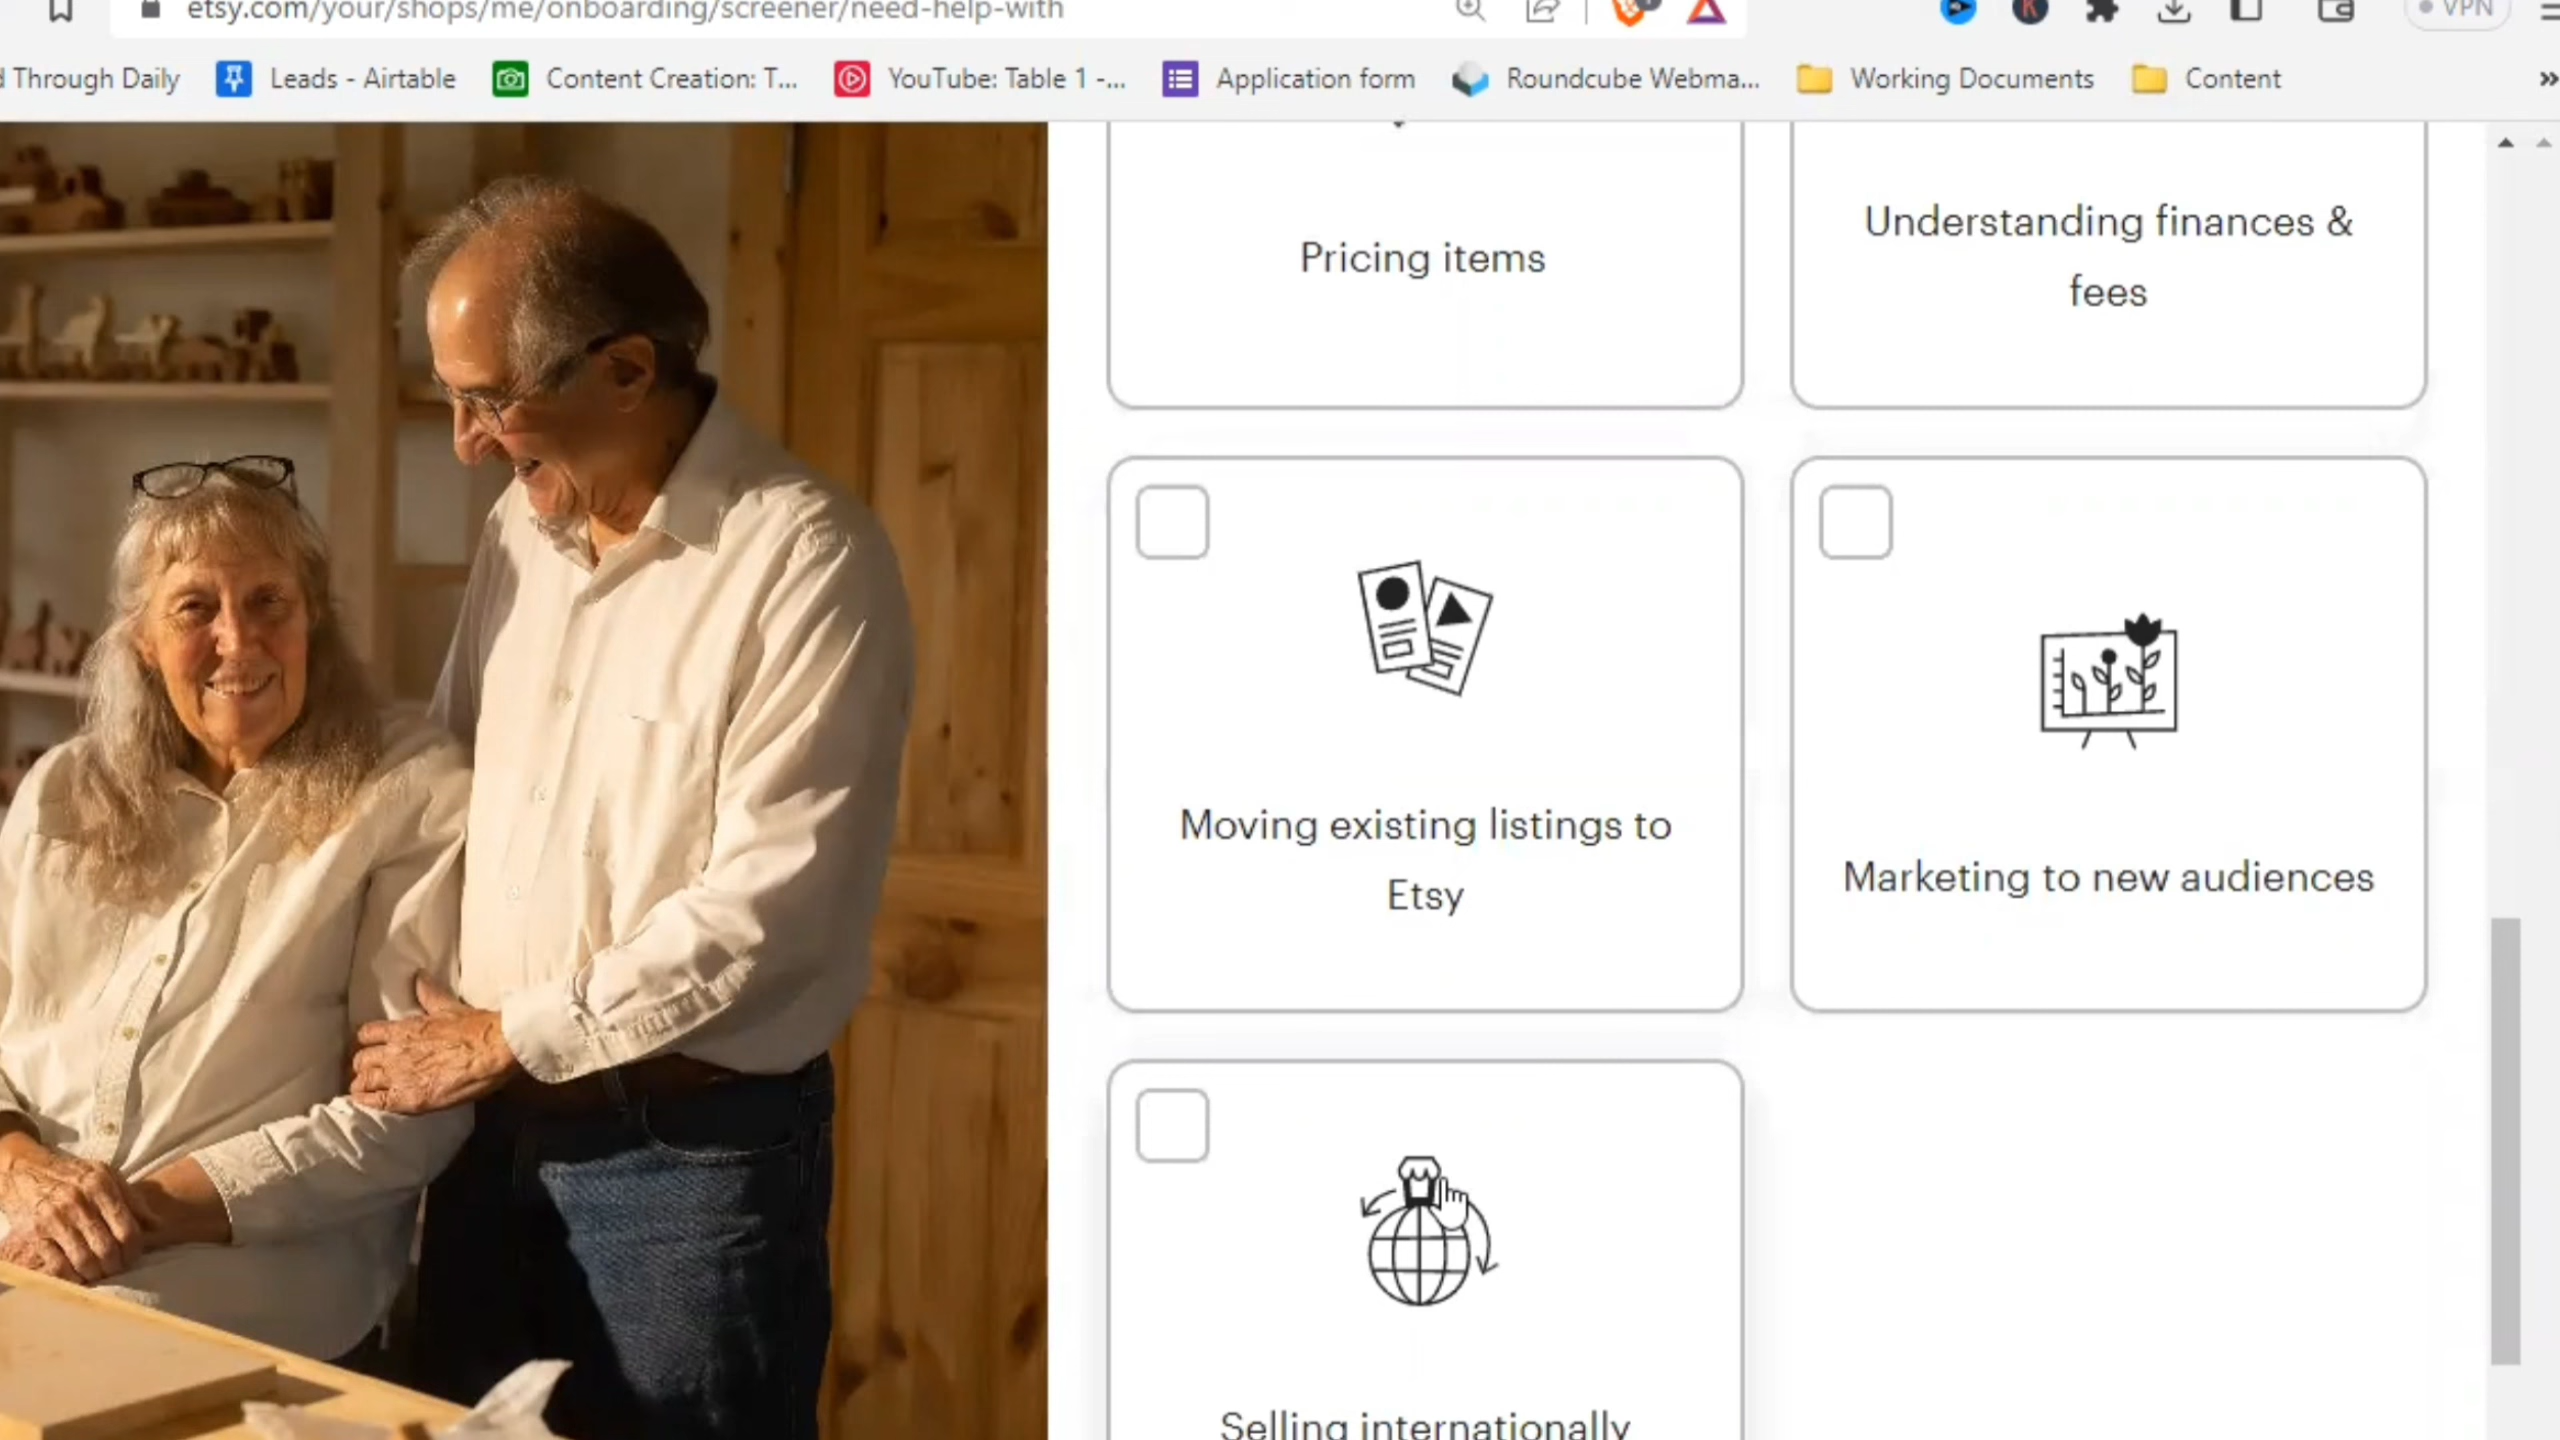 etsy.com/your/shops/me/onboarding/screener/need-help-with
VPN
d Through Daily
Leads - Airtable
Content Creation: T...
YouTube: Table 1 -...
Application form
Roundcube Webma...
Working Documents
Content
»
Pricing items
Understanding finances &
fees
Moving existing listings to
Etsy
Marketing to new audiences
Selling internationally